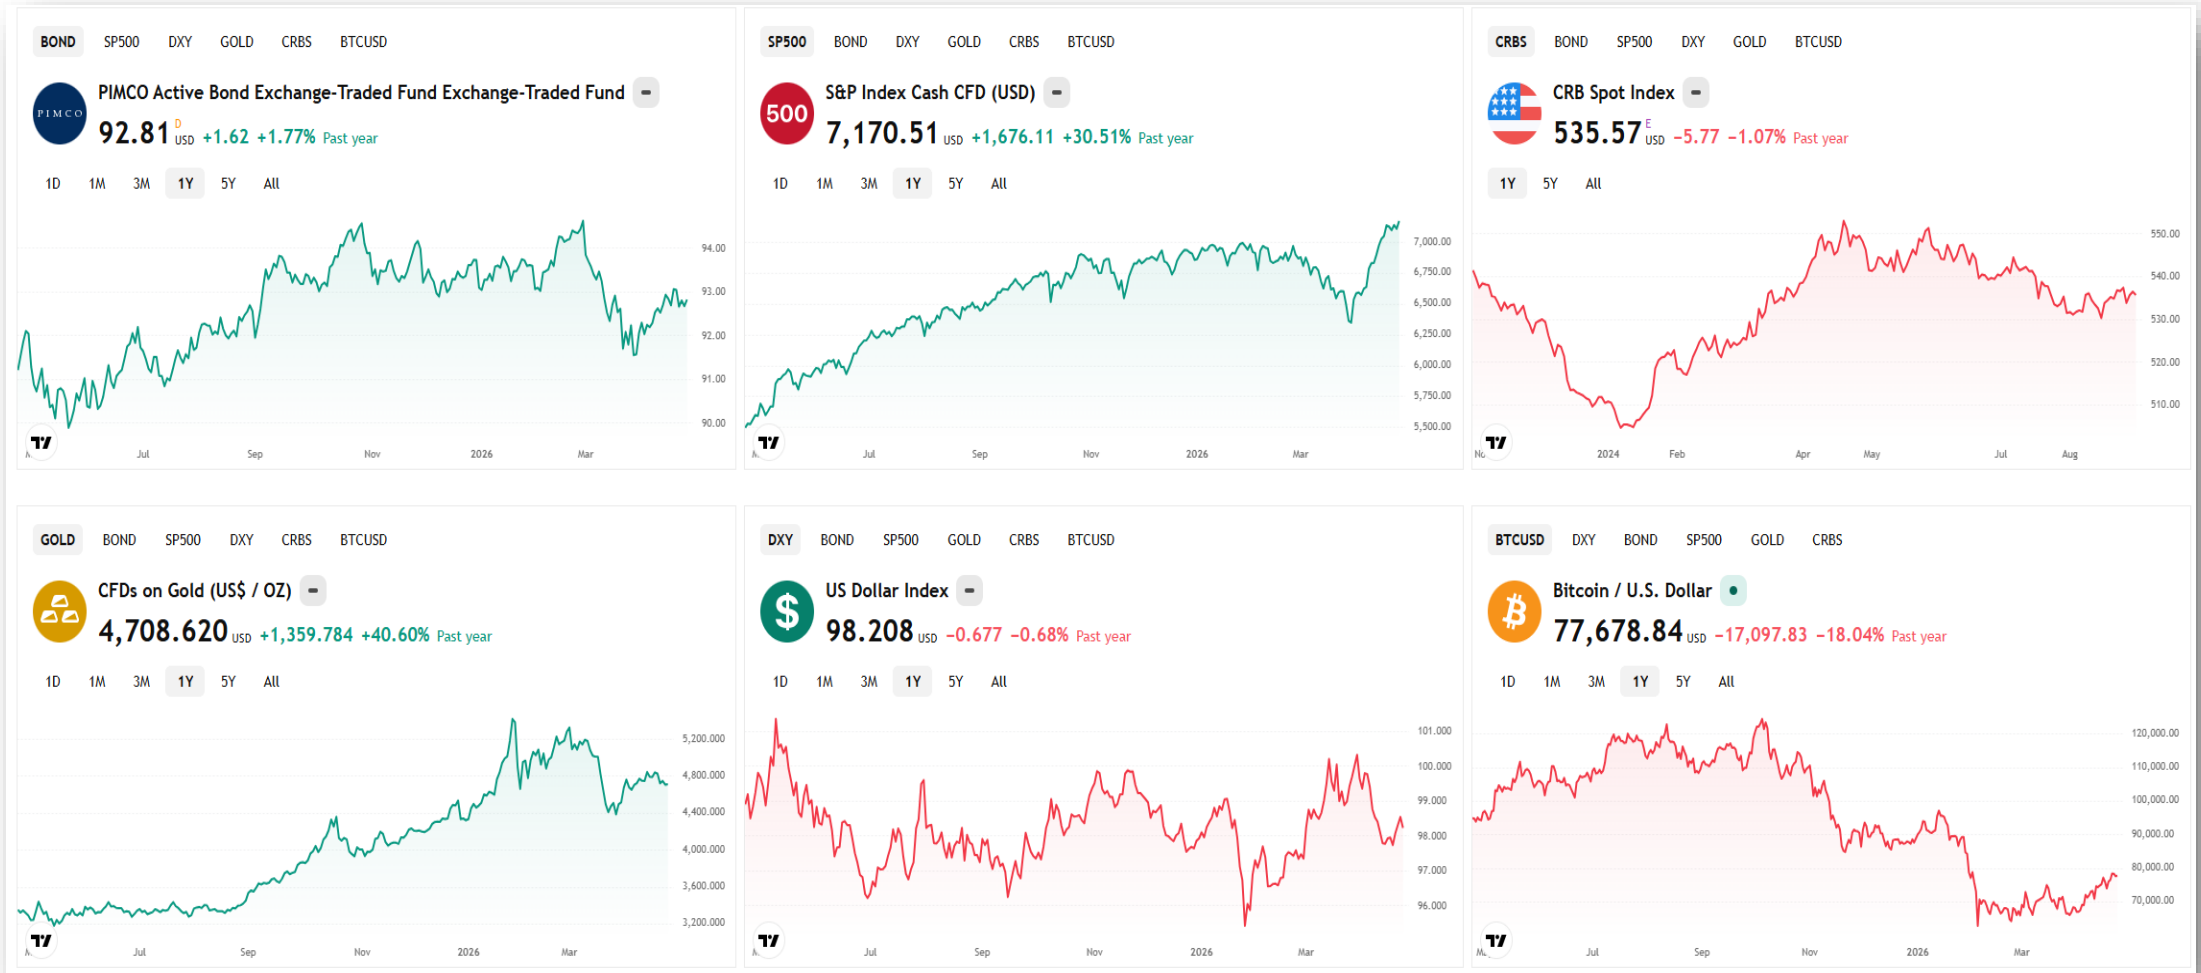 BOND SP500 DXY GOLD CRBS BTCUSD
PIMCO
PIMCO Active Bond Exchange-Traded Fund Exchange-Traded Fund
92.81 D USD +1.62 +1.77% Past year
1D 1M 3M 1Y 5Y All
94.00
93.00
92.00
91.00
90.00
Jul Sep Nov 2026 Mar
SP500 BOND DXY GOLD CRBS BTCUSD
500
S&P Index Cash CFD (USD)
7,170.51 USD +1,676.11 +30.51% Past year
1D 1M 3M 1Y 5Y All
7,000.00
6,750.00
6,500.00
6,250.00
6,000.00
5,750.00
5,500.00
Jul Sep Nov 2026 Mar
CRBS BOND SP500 DXY GOLD BTCUSD
CRB Spot Index
535.57 E USD −5.77 −1.07% Past year
1Y 5Y All
550.00
540.00
530.00
520.00
510.00
2024 Feb Apr May Jul Aug
GOLD BOND SP500 DXY CRBS BTCUSD
CFDs on Gold (US$ / OZ)
4,708.620 USD +1,359.784 +40.60% Past year
1D 1M 3M 1Y 5Y All
5,200.000
4,800.000
4,400.000
4,000.000
3,600.000
3,200.000
Jul Sep Nov 2026 Mar
DXY BOND SP500 GOLD CRBS BTCUSD
$
US Dollar Index
98.208 USD −0.677 −0.68% Past year
1D 1M 3M 1Y 5Y All
101.000
100.000
99.000
98.000
97.000
96.000
Jul Sep Nov 2026 Mar
BTCUSD DXY BOND SP500 GOLD CRBS
Bitcoin / U.S. Dollar
77,678.84 USD −17,097.83 −18.04% Past year
1D 1M 3M 1Y 5Y All
120,000.00
110,000.00
100,000.00
90,000.00
80,000.00
70,000.00
Jul Sep Nov 2026 Mar